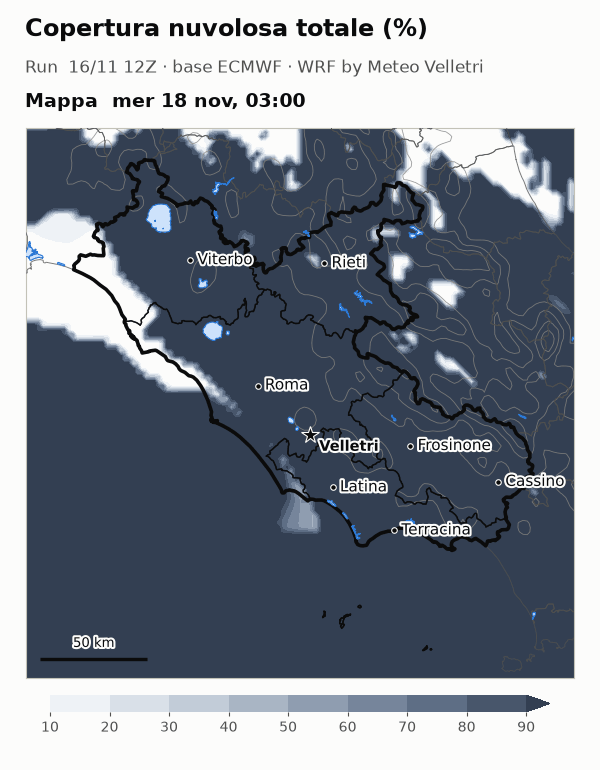 Copertura nuvolosa totale (%)
Run  16/11 12Z · base ECMWF · WRF by Meteo Velletri
Mappa  mer 18 nov, 03:00
Viterbo
Rieti
Roma
Velletri
Frosinone
Cassino
Latina
Terracina
50 km
10 20 30 40 50 60 70 80 90